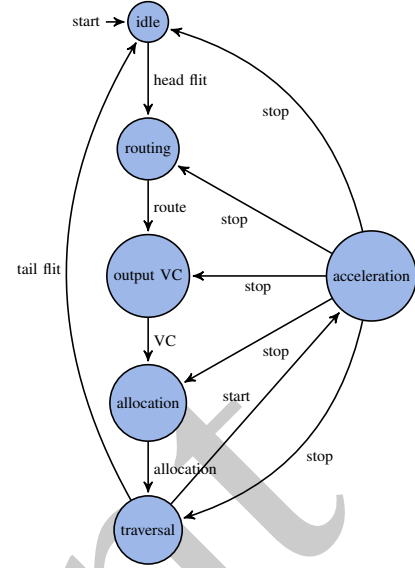 start
idle
head flit
stop
routing
route
stop
tail flit
output VC
stop
acceleration
VC
stop
start
allocation
allocation
stop
traversal